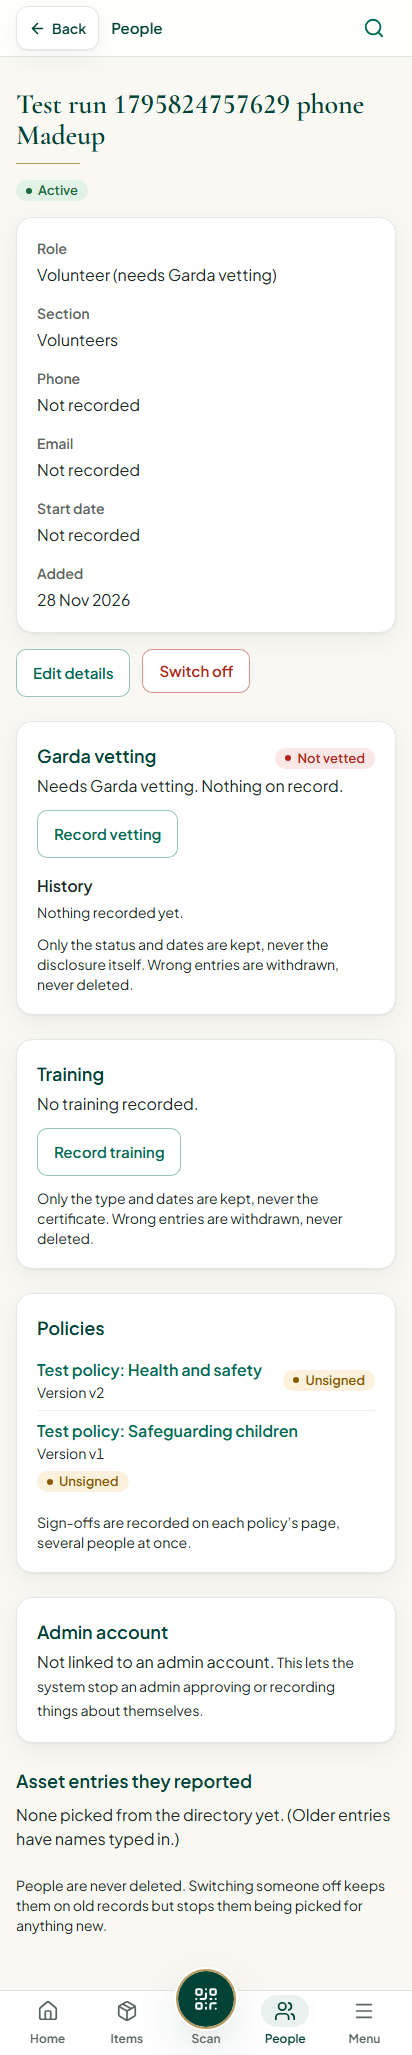 Back People
Test run 1795824757629 phone
Madeup
Active
Role
Volunteer (needs Garda vetting)
Section
Volunteers
Phone
Not recorded
Email
Not recorded
Start date
Not recorded
Added
28 Nov 2026
Edit details Switch off
Garda vetting Not vetted
Needs Garda vetting. Nothing on record.
Record vetting
History
Nothing recorded yet.
Only the status and dates are kept, never the
disclosure itself. Wrong entries are withdrawn,
never deleted.
Training
No training recorded.
Record training
Only the type and dates are kept, never the
certificate. Wrong entries are withdrawn, never
deleted.
Policies
Test policy: Health and safety Unsigned
Version v2
Test policy: Safeguarding children
Version v1
Unsigned
Sign-offs are recorded on each policy's page,
several people at once.
Admin account
Not linked to an admin account. This lets the
system stop an admin approving or recording
things about themselves.
Asset entries they reported
None picked from the directory yet. (Older entries
have names typed in.)
People are never deleted. Switching someone off keeps
them on old records but stops them being picked for
anything new.
Home Items Scan People Menu